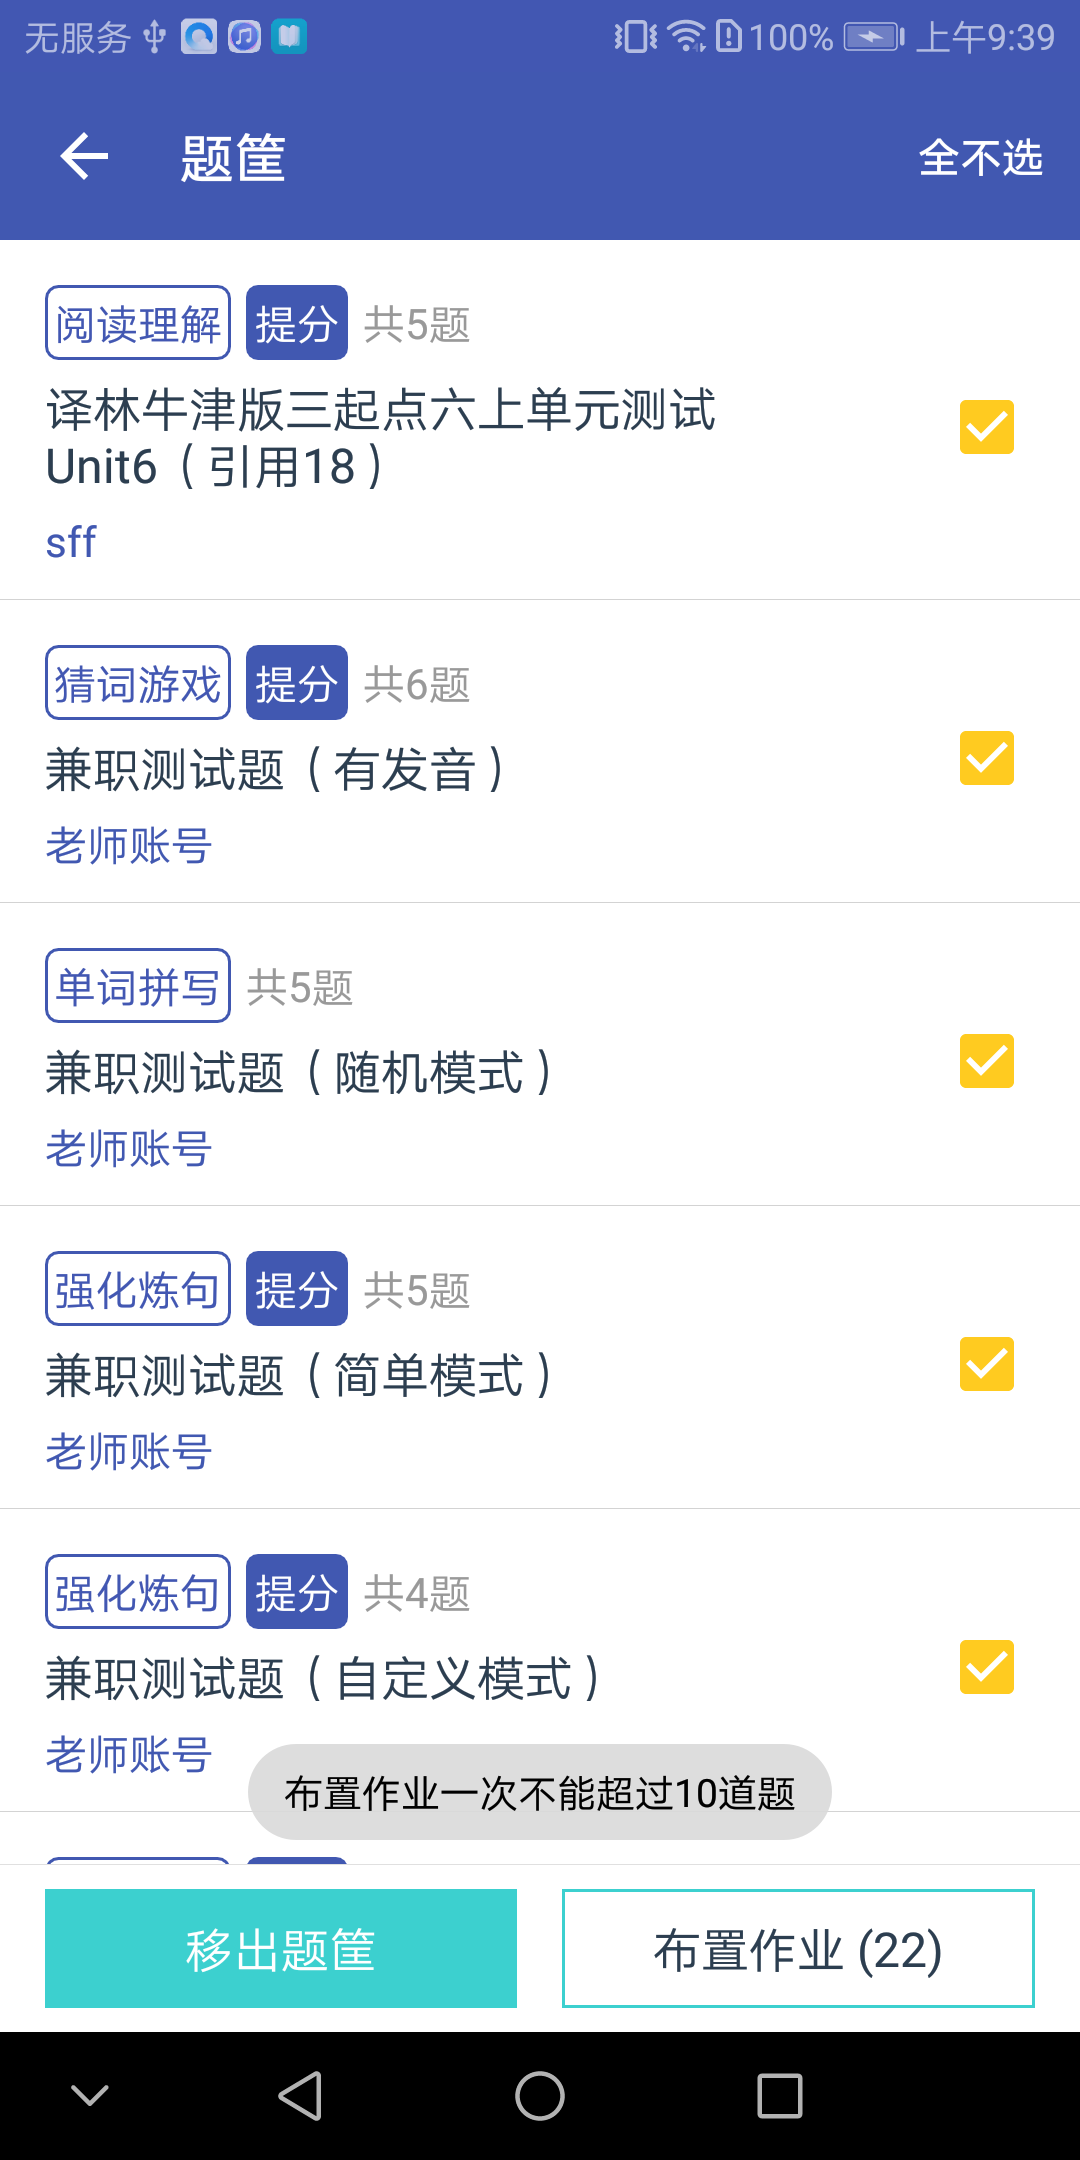 无服务 100% 上午9:39
题筐 全不选
阅读理解 提分 共5题
译林牛津版三起点六上单元测试
Unit6（引用18）
sff
猜词游戏 提分 共6题
兼职测试题（有发音）
老师账号
单词拼写 共5题
兼职测试题（随机模式）
老师账号
强化炼句 提分 共5题
兼职测试题（简单模式）
老师账号
强化炼句 提分 共4题
兼职测试题（自定义模式）
老师账号
布置作业一次不能超过10道题
移出题筐 布置作业 (22)